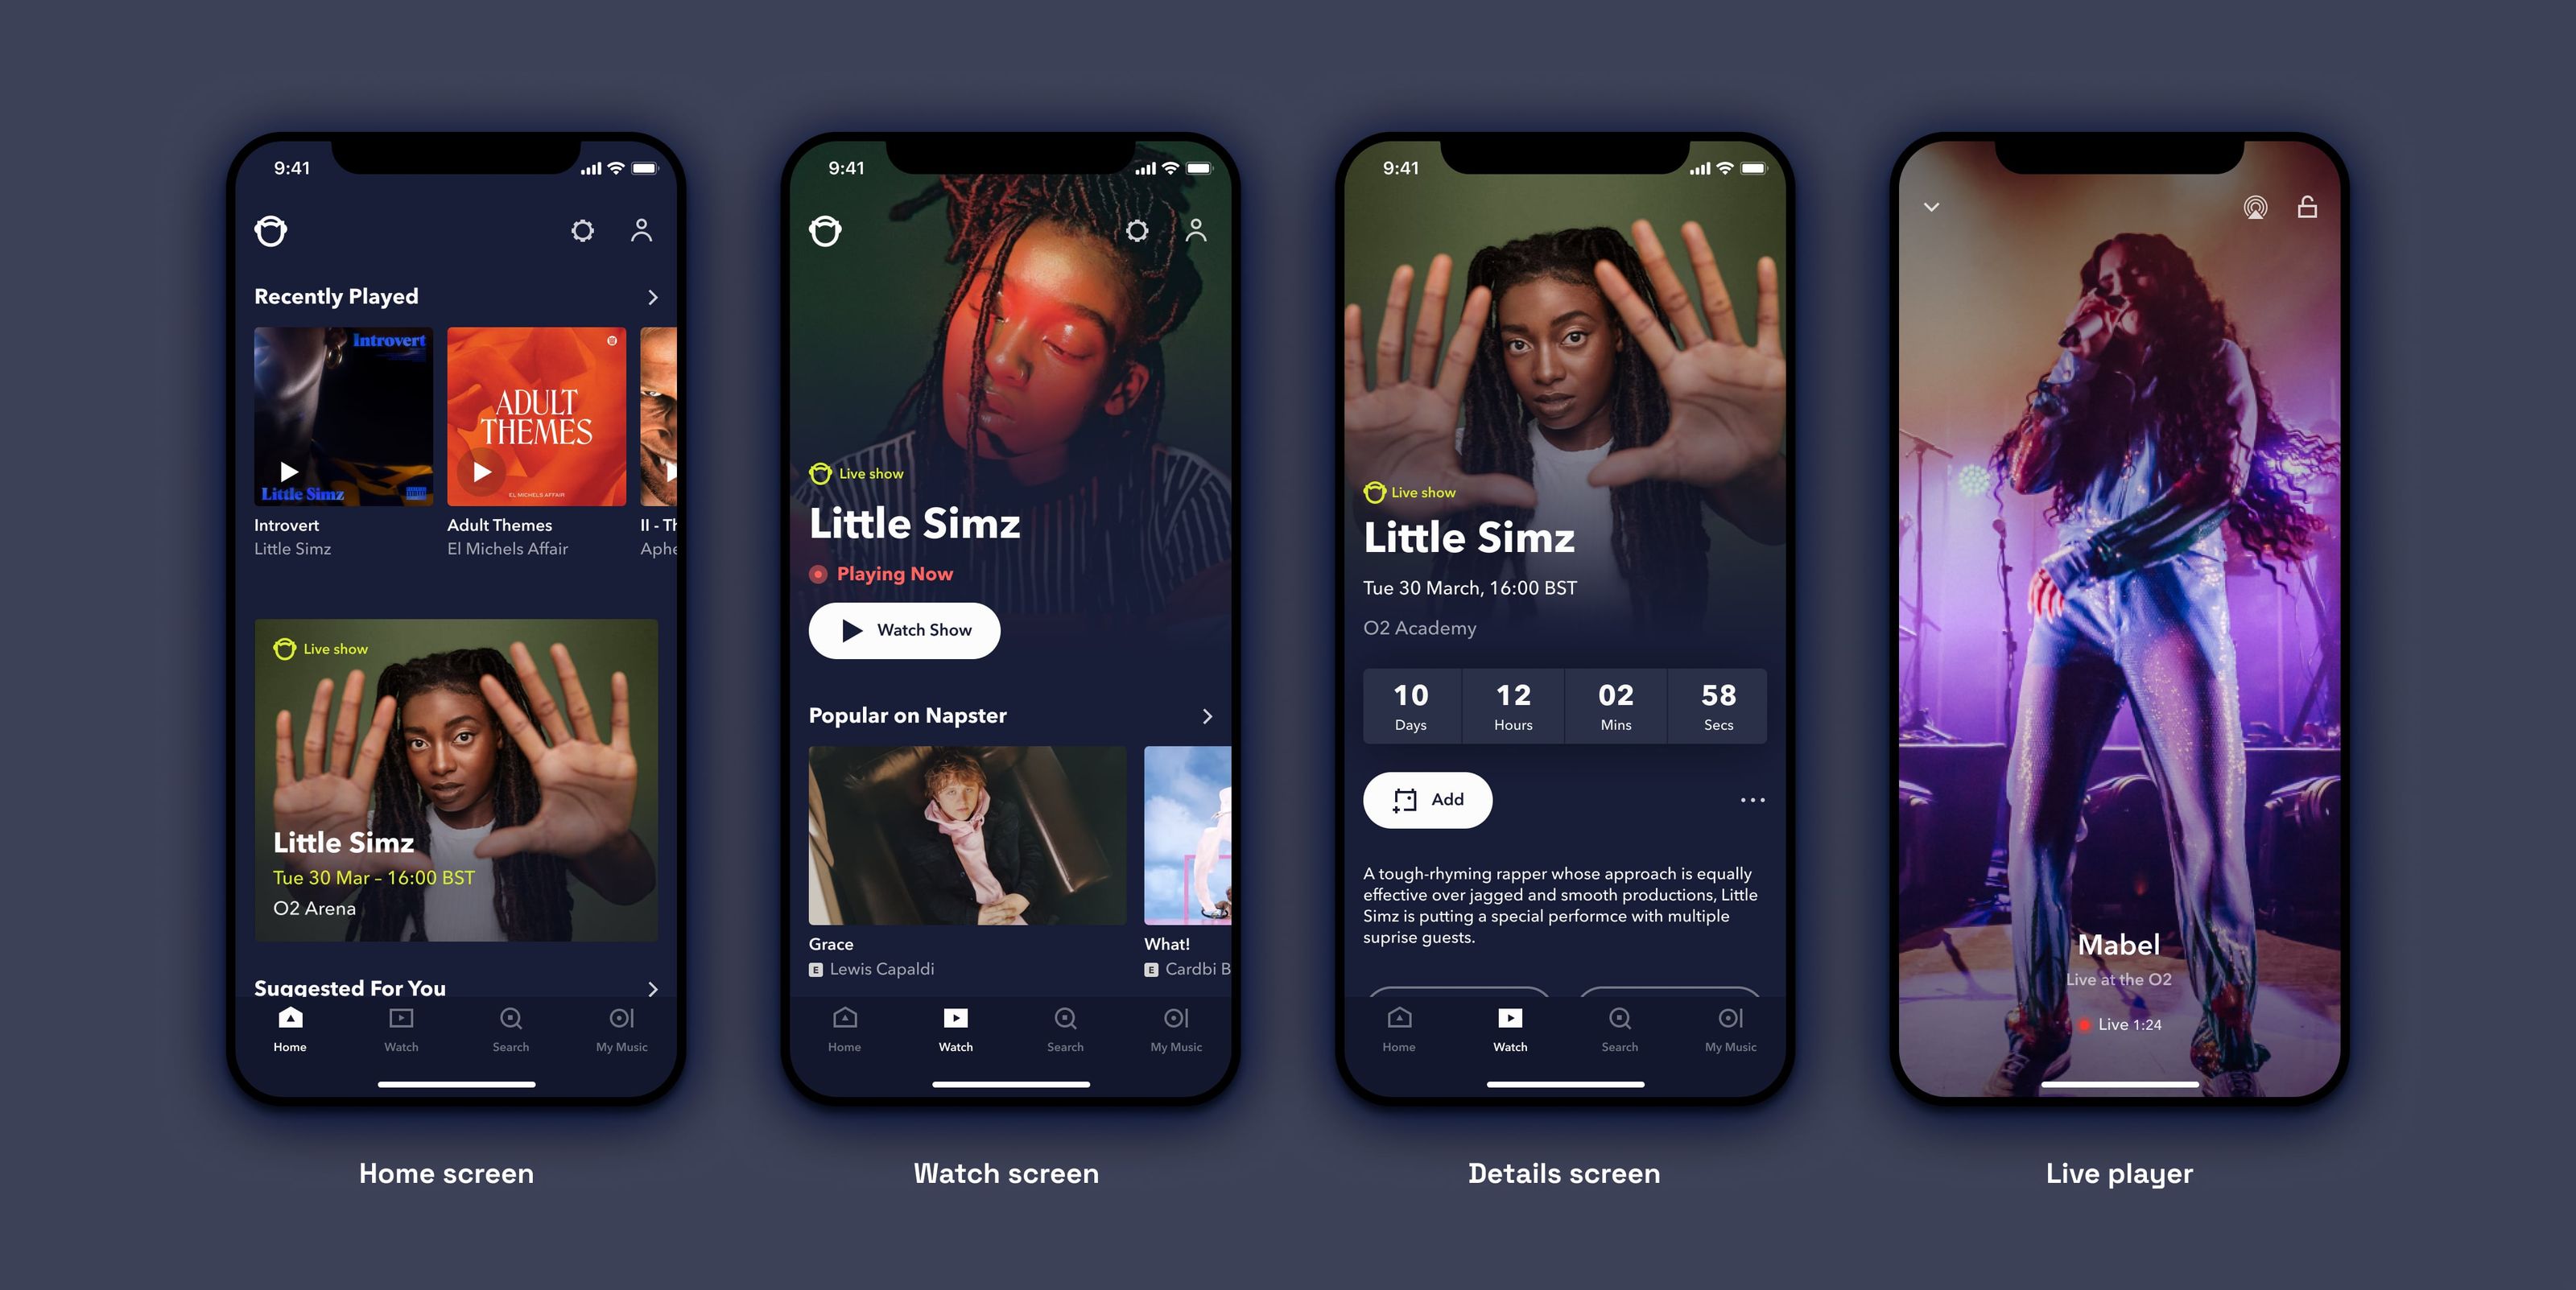 9:41
Recently Played
Introvert
Little Simz
ADULT
THEMES
EL MICHELS AFFAIR
Introvert
Little Simz
Adult Themes
El Michels Affair
II - Th
Aphe
Live show
Little Simz
Tue 30 Mar – 16:00 BST
O2 Arena
Suggested For You
Home
Watch
Search
My Music
Home screen
9:41
Live show
Little Simz
Playing Now
Watch Show
Popular on Napster
Grace
E Lewis Capaldi
What!
E Cardbi B
Home
Watch
Search
My Music
Watch screen
9:41
Live show
Little Simz
Tue 30 March, 16:00 BST
O2 Academy
10
Days
12
Hours
02
Mins
58
Secs
Add
A tough-rhyming rapper whose approach is equally
effective over jagged and smooth productions, Little
Simz is putting a special performce with multiple
suprise guests.
Home
Watch
Search
My Music
Details screen
Mabel
Live at the O2
Live 1:24
Live player